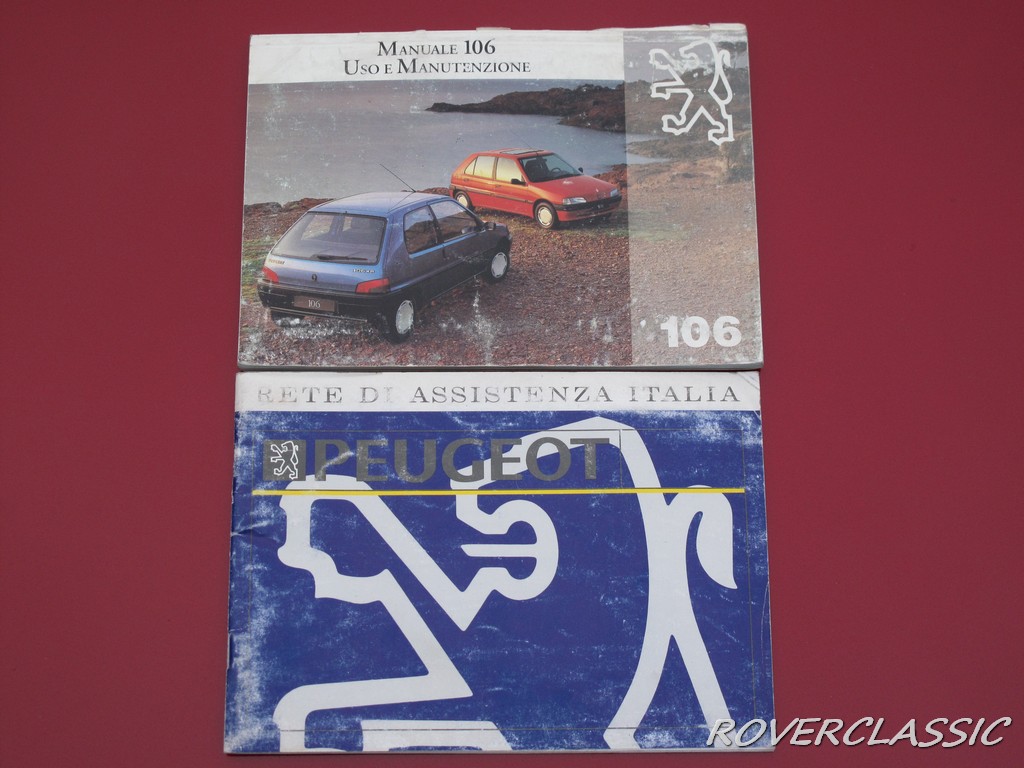 MANUALE 106
USO E MANUTENZIONE
106
106
RETE DI ASSISTENZA ITALIA
PEUGEOT
ROVERCLASSIC